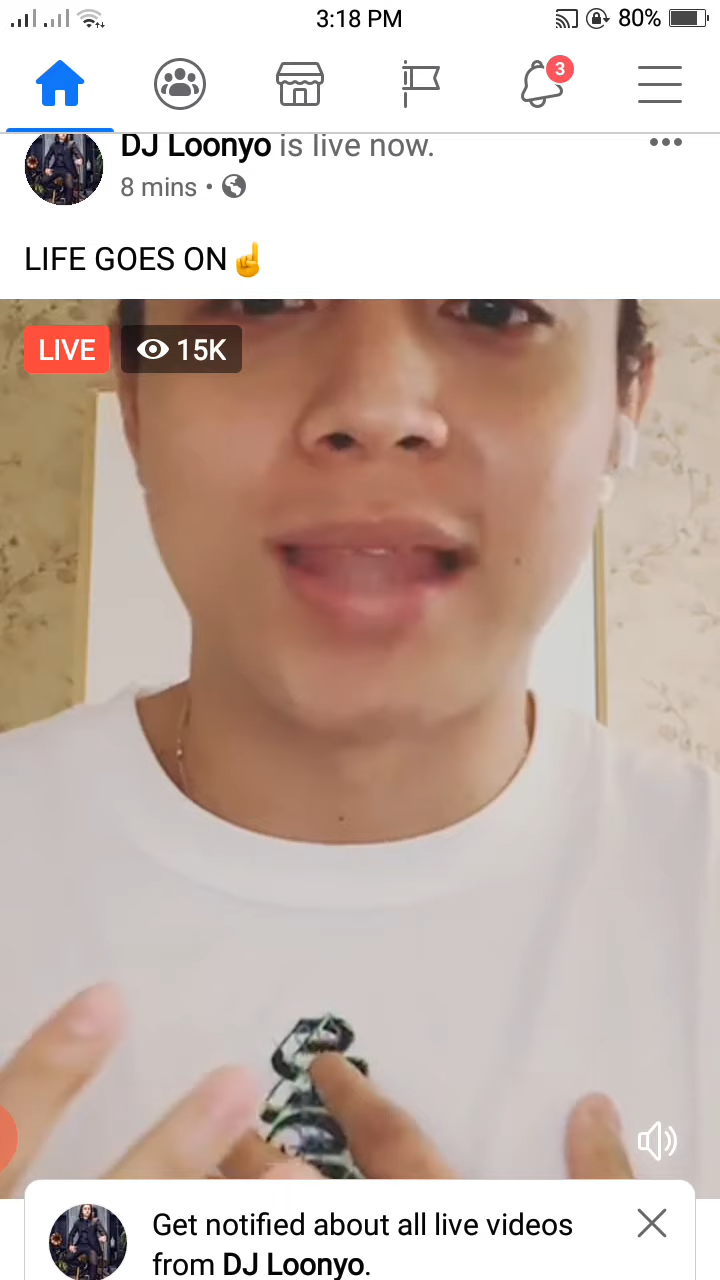 3:18 PM
80%
3
DJ Loonyo is live now.
8 mins
LIFE GOES ON☝️
LIVE 15K
Get notified about all live videos
from DJ Loonyo.